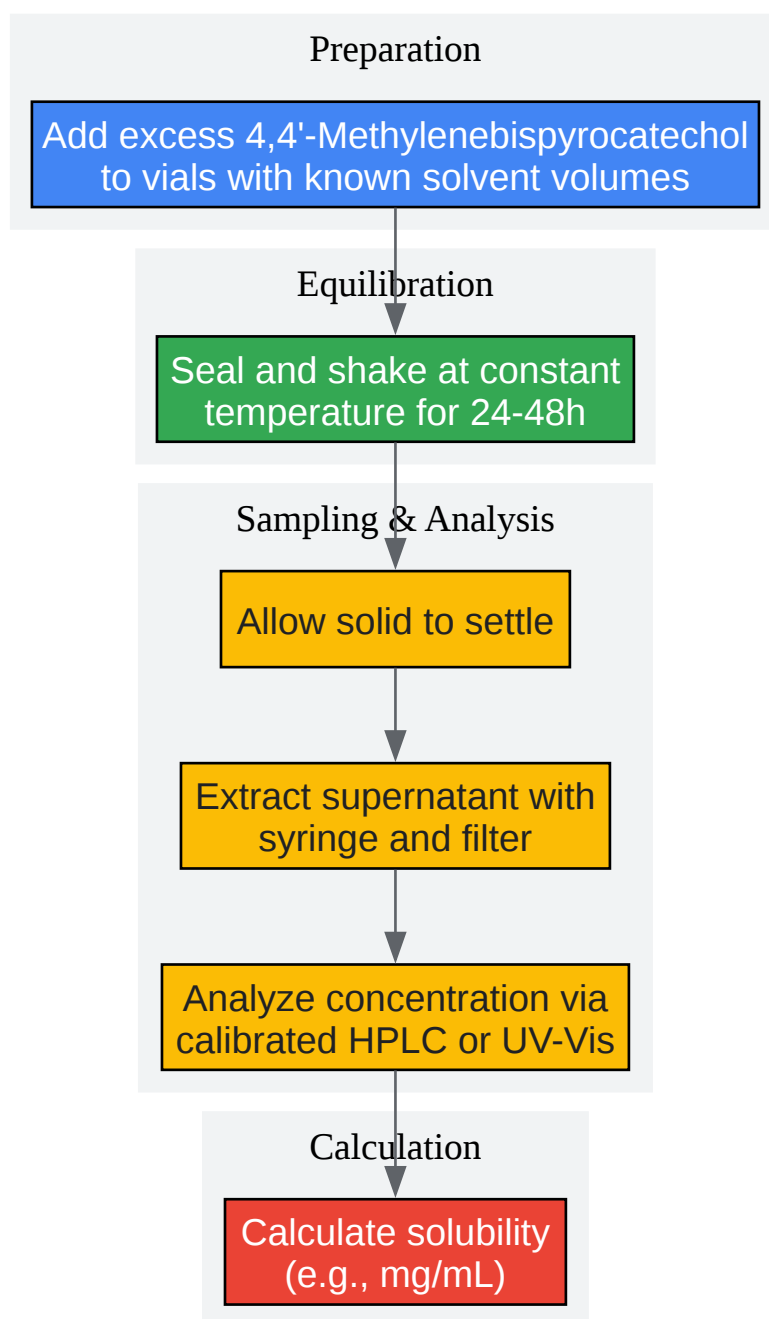 Preparation
Add excess 4,4'-Methylenebispyrocatechol
to vials with known solvent volumes
Equilibration
Seal and shake at constant
temperature for 24-48h
Sampling & Analysis
Allow solid to settle
Extract supernatant with
syringe and filter
Analyze concentration via
calibrated HPLC or UV-Vis
Calculation
Calculate solubility
(e.g., mg/mL)